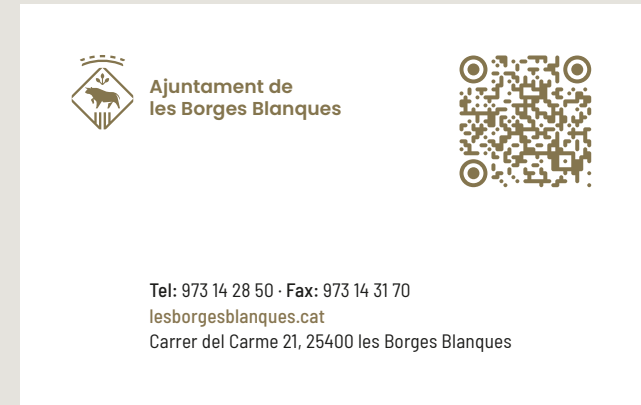 Ajuntament de
les Borges Blanques
Tel: 973 14 28 50 · Fax: 973 14 31 70
lesborgesblanques.cat
Carrer del Carme 21, 25400 les Borges Blanques